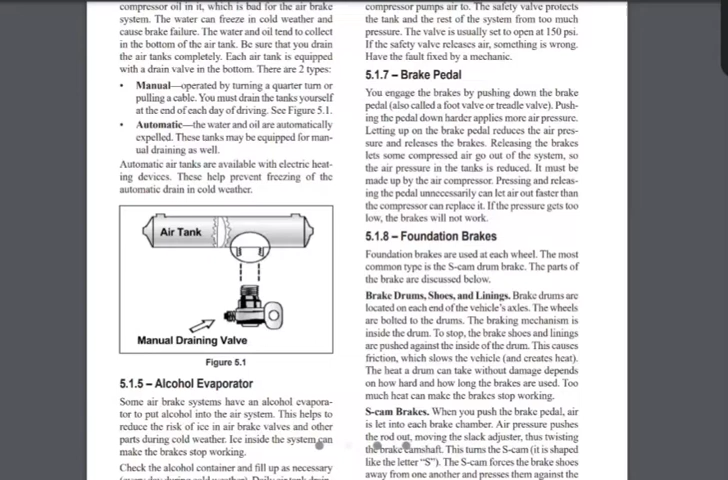 compressor oil in it, which is bad for the air brake
system. The water can freeze in cold weather and
cause brake failure. The water and oil tend to collect
in the bottom of the air tank. Be sure that you drain
the air tanks completely. Each air tank is equipped
with a drain valve in the bottom. There are 2 types:
• Manual—operated by turning a quarter turn or
pulling a cable. You must drain the tanks yourself
at the end of each day of driving. See Figure 5.1.
• Automatic—the water and oil are automatically
expelled. These tanks may be equipped for man-
ual draining as well.
Automatic air tanks are available with electric heat-
ing devices. These help prevent freezing of the
automatic drain in cold weather.
Air Tank
Manual Draining Valve
Figure 5.1
5.1.5 – Alcohol Evaporator
Some air brake systems have an alcohol evapora-
tor to put alcohol into the air system. This helps to
reduce the risk of ice in air brake valves and other
parts during cold weather. Ice inside the system can
make the brakes stop working.
Check the alcohol container and fill up as necessary
compressor pumps air to. The safety valve protects
the tank and the rest of the system from too much
pressure. The valve is usually set to open at 150 psi.
If the safety valve releases air, something is wrong.
Have the fault fixed by a mechanic.
5.1.7 – Brake Pedal
You engage the brakes by pushing down the brake
pedal (also called a foot valve or treadle valve). Push-
ing the pedal down harder applies more air pressure.
Letting up on the brake pedal reduces the air pres-
sure and releases the brakes. Releasing the brakes
lets some compressed air go out of the system, so
the air pressure in the tanks is reduced. It must be
made up by the air compressor. Pressing and releas-
ing the pedal unnecessarily can let air out faster than
the compressor can replace it. If the pressure gets too
low, the brakes will not work.
5.1.8 – Foundation Brakes
Foundation brakes are used at each wheel. The most
common type is the S-cam drum brake. The parts of
the brake are discussed below.
Brake Drums, Shoes, and Linings. Brake drums are
located on each end of the vehicle's axles. The wheels
are bolted to the drums. The braking mechanism is
inside the drum. To stop, the brake shoes and linings
are pushed against the inside of the drum. This causes
friction, which slows the vehicle (and creates heat).
The heat a drum can take without damage depends
on how hard and how long the brakes are used. Too
much heat can make the brakes stop working.
S-cam Brakes. When you push the brake pedal, air
is let into each brake chamber. Air pressure pushes
the rod out, moving the slack adjuster, thus twisting
the brake camshaft. This turns the S-cam (it is shaped
like the letter “S”). The S-cam forces the brake shoes
away from one another and presses them against the